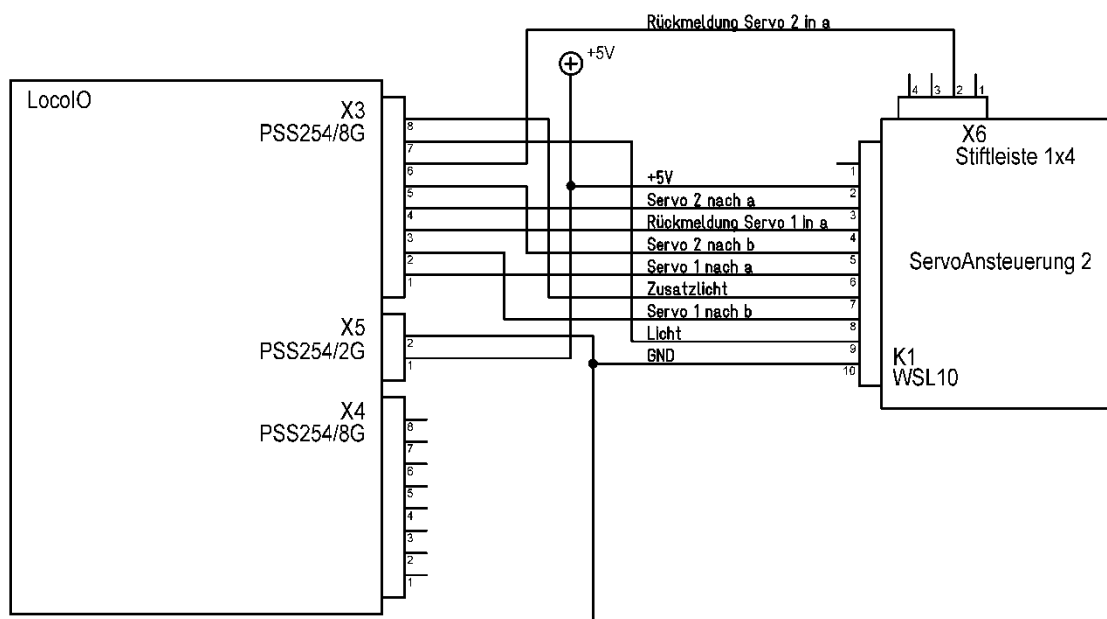 Rückmeldung Servo 2 in a
+5V
LocoIO
X3
PSS254/8G
8
7
6
5
4
3
2
1
X5
PSS254/2G
2
1
X4
PSS254/8G
8
7
6
5
4
3
2
1
4
3
2
1
X6
Stiftleiste 1x4
1
+5V
2
Servo 2 nach a
3
Rückmeldung Servo 1 in a
4
Servo 2 nach b
5
Servo 1 nach a
6
Zusatzlicht
7
Servo 1 nach b
8
Licht
9
GND
10
ServoAnsteuerung 2
K1
WSL10